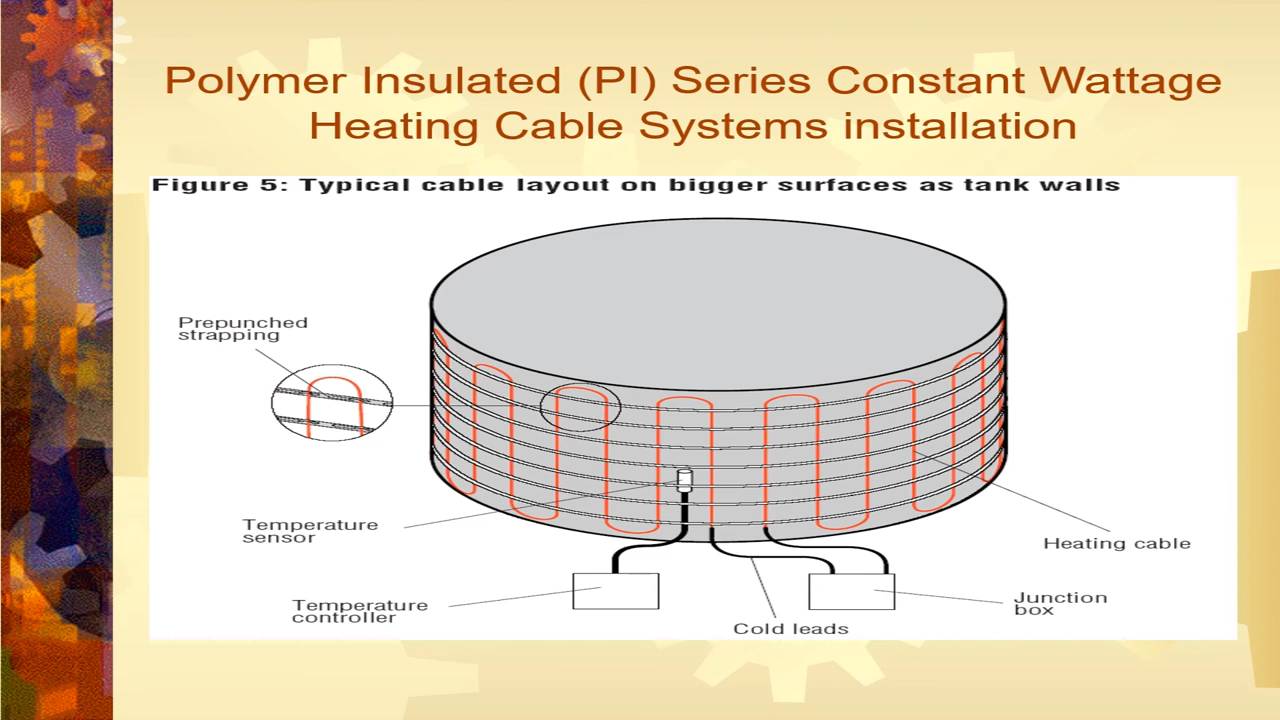 Polymer Insulated (PI) Series Constant Wattage
Heating Cable Systems installation
Figure 5: Typical cable layout on bigger surfaces as tank walls
Prepunched
strapping
Temperature
sensor
Heating cable
Temperature
controller
Junction
box
Cold leads